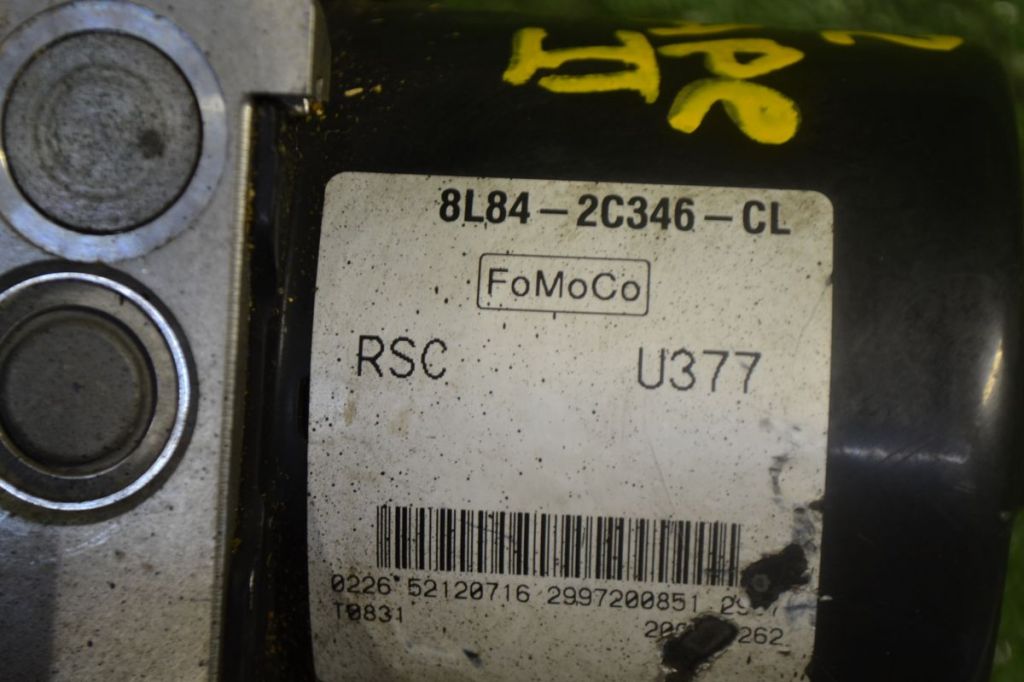 8L84-2C346-CL
FoMoCo
RSC U377
0226 52120716 2997200851
T0831 262